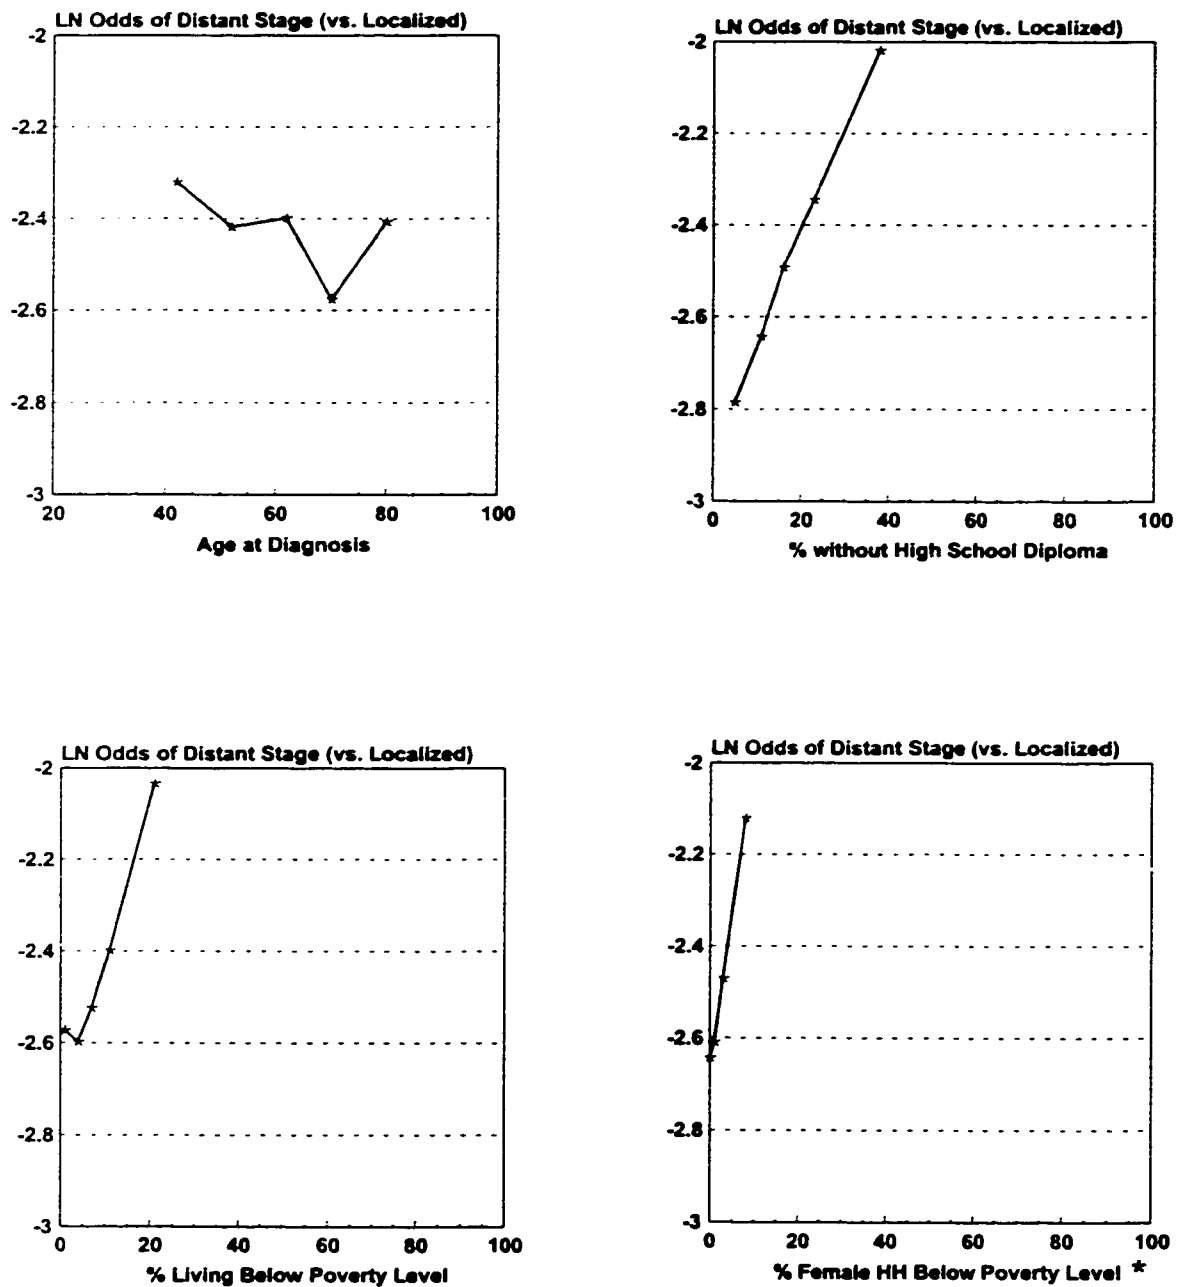 LN Odds of Distant Stage (vs. Localized)
-2
-2.2
-2.4
-2.6
-2.8
-3
20 40 60 80 100
Age at Diagnosis
LN Odds of Distant Stage (vs. Localized)
-2
-2.2
-2.4
-2.6
-2.8
-3
0 20 40 60 80 100
% without High School Diploma
LN Odds of Distant Stage (vs. Localized)
-2
-2.2
-2.4
-2.6
-2.8
-3
0 20 40 60 80 100
% Living Below Poverty Level
LN Odds of Distant Stage (vs. Localized)
-2
-2.2
-2.4
-2.6
-2.8
-3
0 20 40 60 80 100
% Female HH Below Poverty Level *